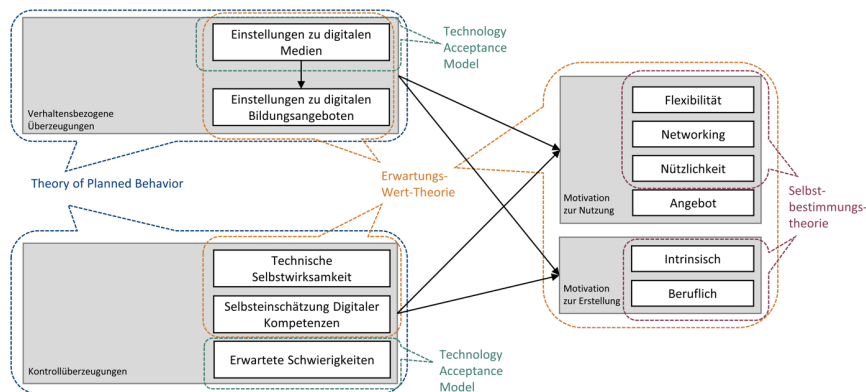 Einstellungen zu digitalen
Medien
Technology
Acceptance
Model
Einstellungen zu digitalen
Bildungsangeboten
Verhaltensbezogene
Überzeugungen
Flexibilität
Networking
Nützlichkeit
Angebot
Motivation
zur Nutzung
Theory of Planned Behavior
Erwartungs-
Wert-Theorie
Selbst-
bestimmungs-
theorie
Technische
Selbstwirksamkeit
Selbsteinschätzung Digitaler
Kompetenzen
Erwartete Schwierigkeiten
Kontrollüberzeugungen
Intrinsisch
Beruflich
Motivation
zur Erstellung
Technology
Acceptance
Model